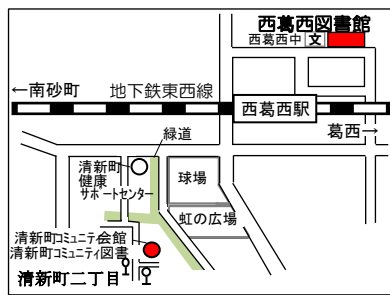 西葛西図書館
西葛西中 文
←南砂町
地下鉄東西線
西葛西駅
葛西→
緑道
清新町
健康
サポートセンター
球場
虹の広場
清新町コミュニティ会館
清新町コミュニティ図書
清新町二丁目